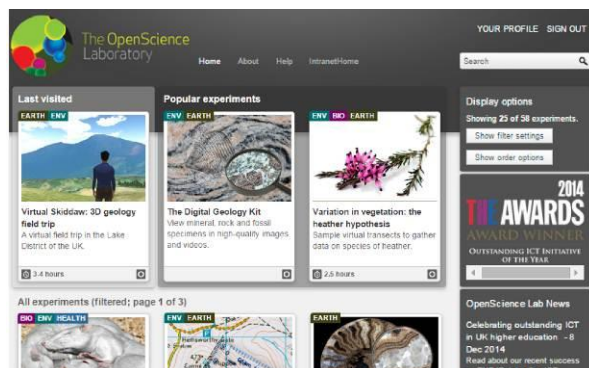 YOUR PROFILE SIGN OUT
The OpenScience
Laboratory
Home About Help IntranetHome
Search
Last visited
Popular experiments
EARTH ENV
ENV EARTH
ENV BIO EARTH
Virtual Skiddaw: 3D geology
field trip
A virtual field trip in the Lake
District of the UK.
3.4 hours
The Digital Geology Kit
View mineral, rock and fossil
specimens in high-quality images
and videos.
Variation in vegetation: the
heather hypothesis
Sample virtual transects to gather
data on species of heather.
2.5 hours
Display options
Showing 25 of 58 experiments.
Show filter settings
Show order options
2014
THE AWARDS
AWARD WINNER
OUTSTANDING ICT INITIATIVE
OF THE YEAR
All experiments (filtered; page 1 of 3)
BIO ENV HEALTH
ENV EARTH
EARTH
OpenScience Lab News
Celebrating outstanding ICT
in UK higher education - 8
Dec 2014
Read about our recent success